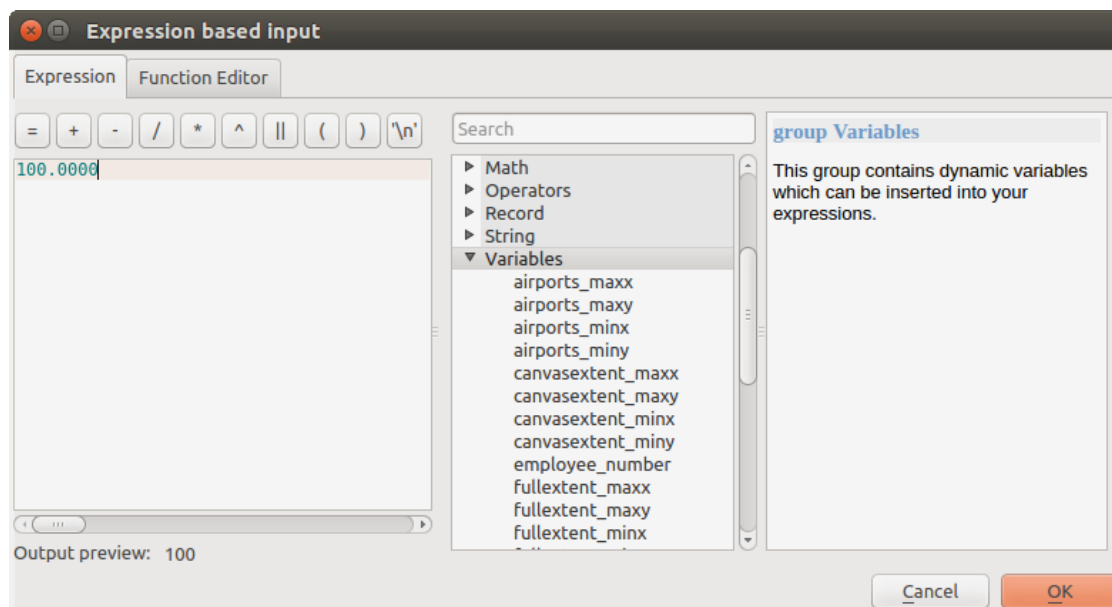 Expression based input
Expression
Function Editor
= + - / * ^ || ( ) '\n'
100.0000
Output preview: 100
Search
Math
Operators
Record
String
Variables
airports_maxx
airports_maxy
airports_minx
airports_miny
canvasextent_maxx
canvasextent_maxy
canvasextent_minx
canvasextent_miny
employee_number
fullextent_maxx
fullextent_maxy
fullextent_minx
group Variables
This group contains dynamic variables
which can be inserted into your
expressions.
Cancel
OK